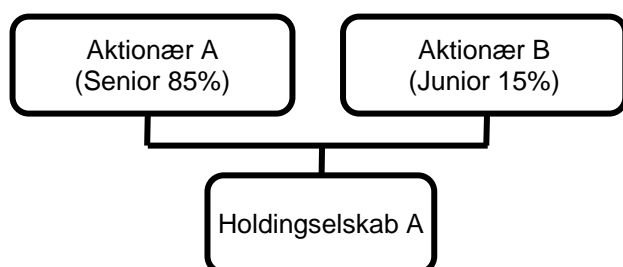 Aktionær A
(Senior 85%)
Aktionær B
(Junior 15%)
Holdingselskab A